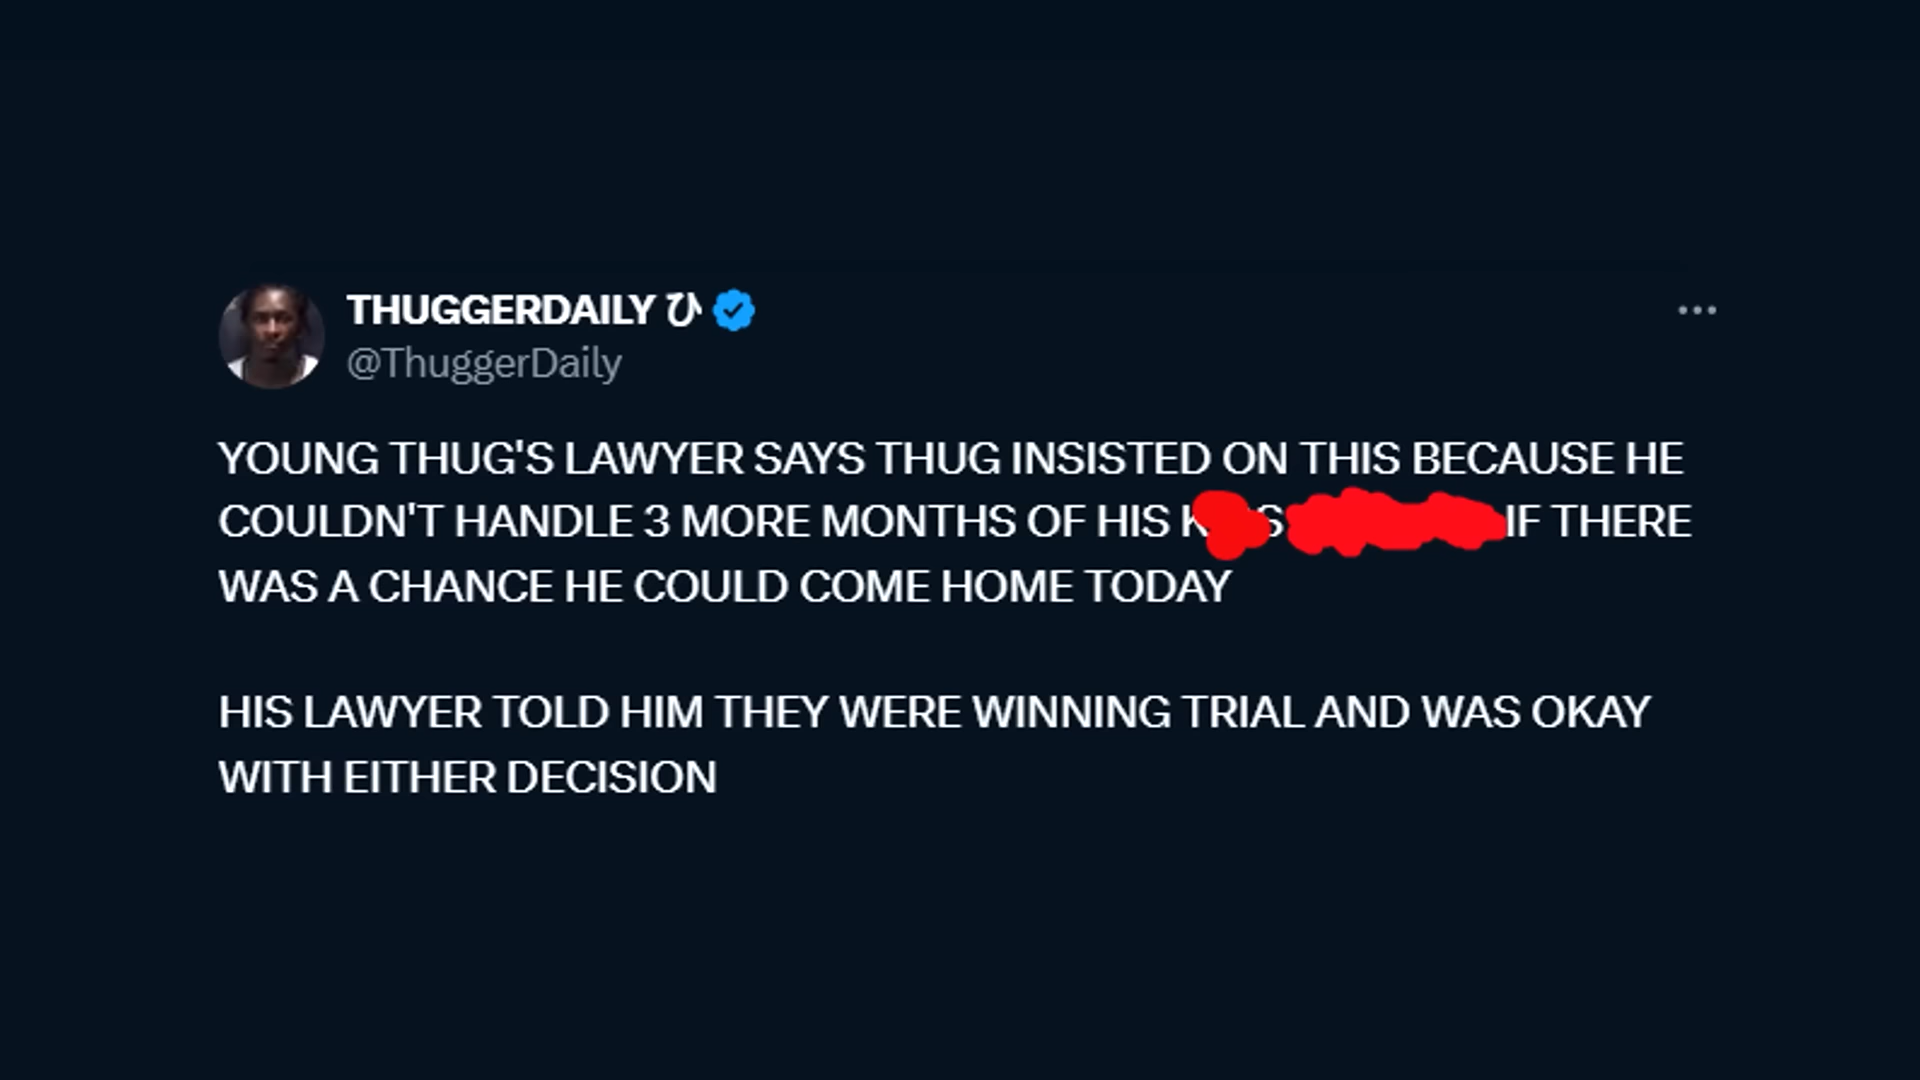 THUGGERDAILY ひ
@ThuggerDaily
YOUNG THUG'S LAWYER SAYS THUG INSISTED ON THIS BECAUSE HE
COULDN'T HANDLE 3 MORE MONTHS OF HIS IF THERE
WAS A CHANCE HE COULD COME HOME TODAY
HIS LAWYER TOLD HIM THEY WERE WINNING TRIAL AND WAS OKAY
WITH EITHER DECISION